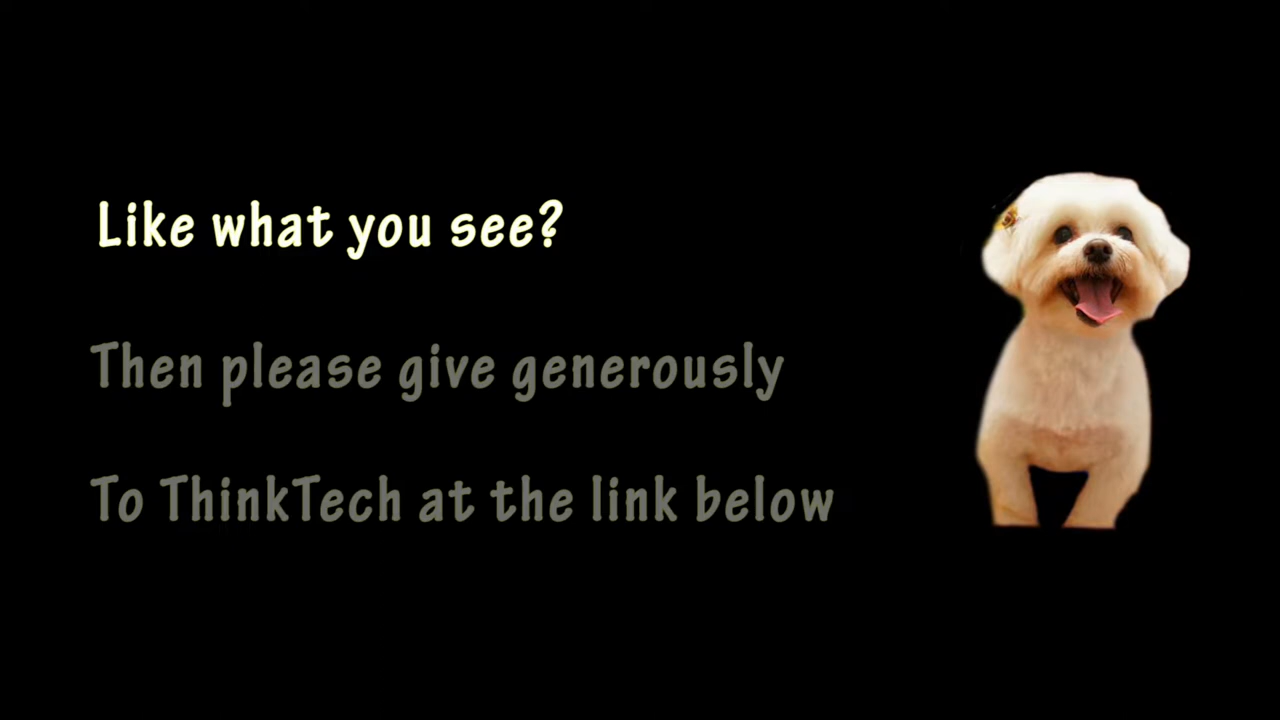 Like what you see?
Then please give generously
To ThinkTech at the link below